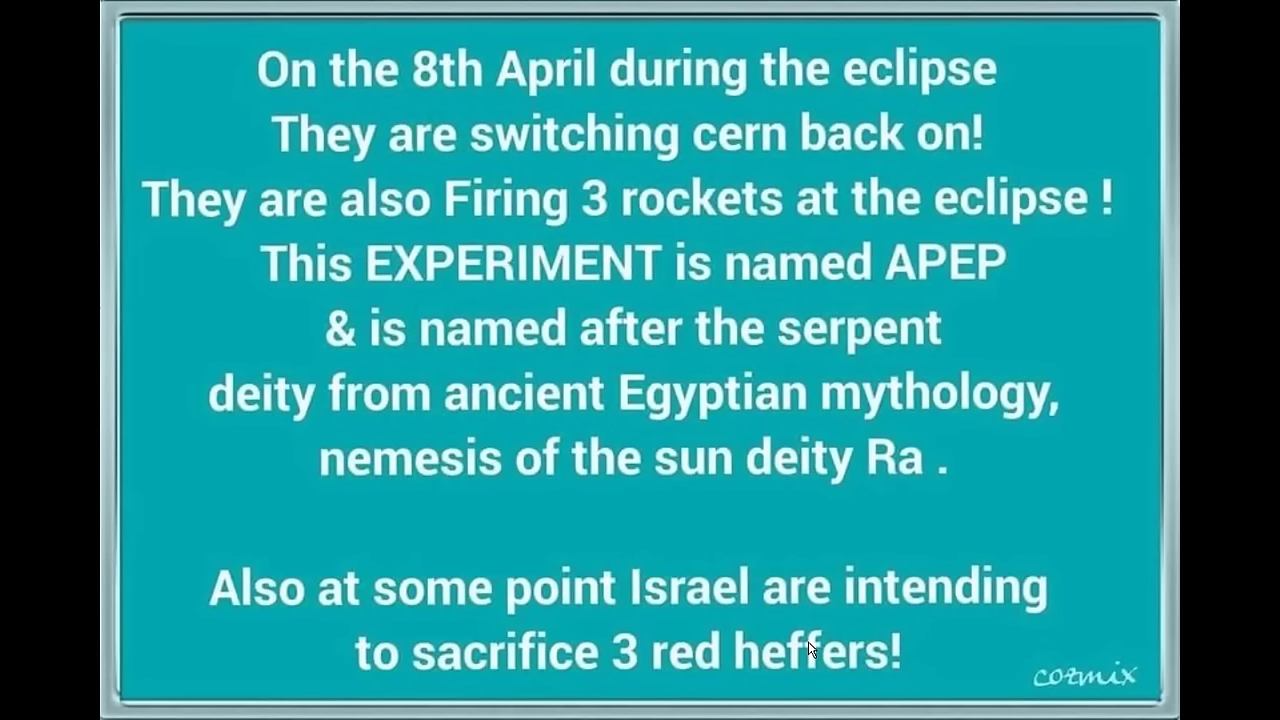 On the 8th April during the eclipse
They are switching cern back on!
They are also Firing 3 rockets at the eclipse !
This EXPERIMENT is named APEP
& is named after the serpent
deity from ancient Egyptian mythology,
nemesis of the sun deity Ra .
Also at some point Israel are intending
to sacrifice 3 red heffers!
cozmix